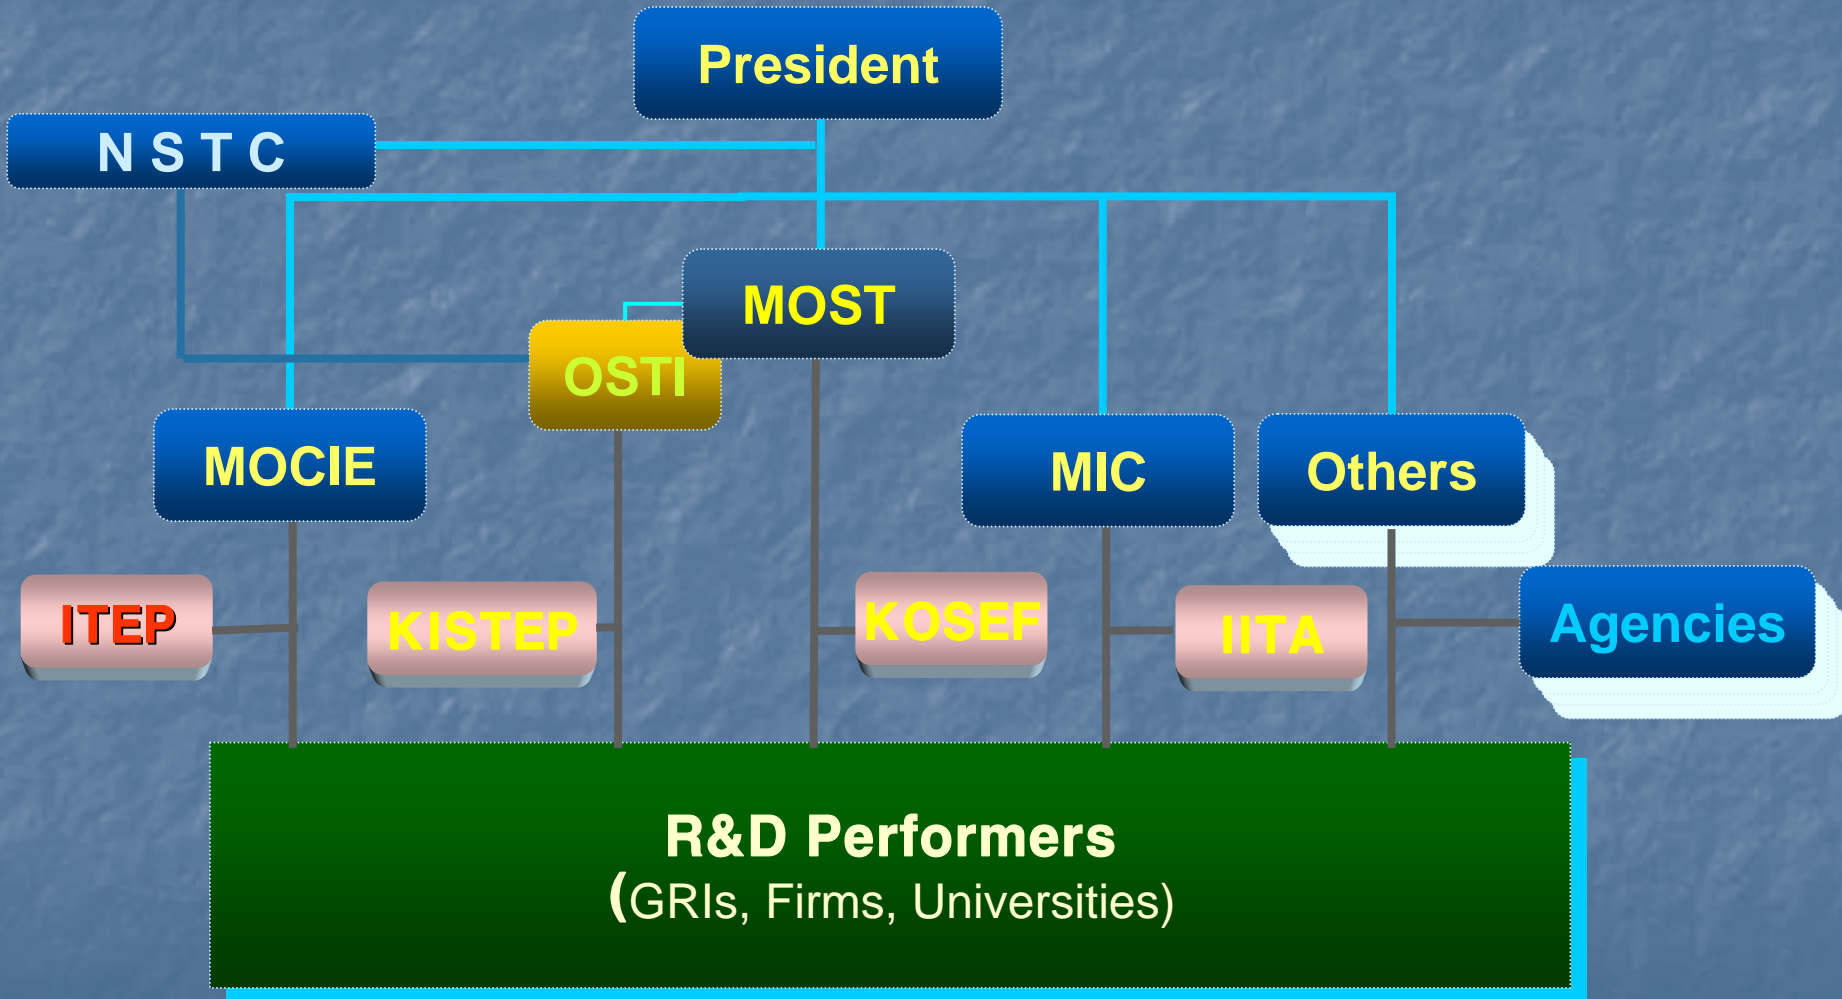 President
N S T C
MOST
OSTI
MOCIE
MIC
Others
ITEP
KISTEP
KOSEF
IITA
Agencies
R&D Performers
(GRIs, Firms, Universities)